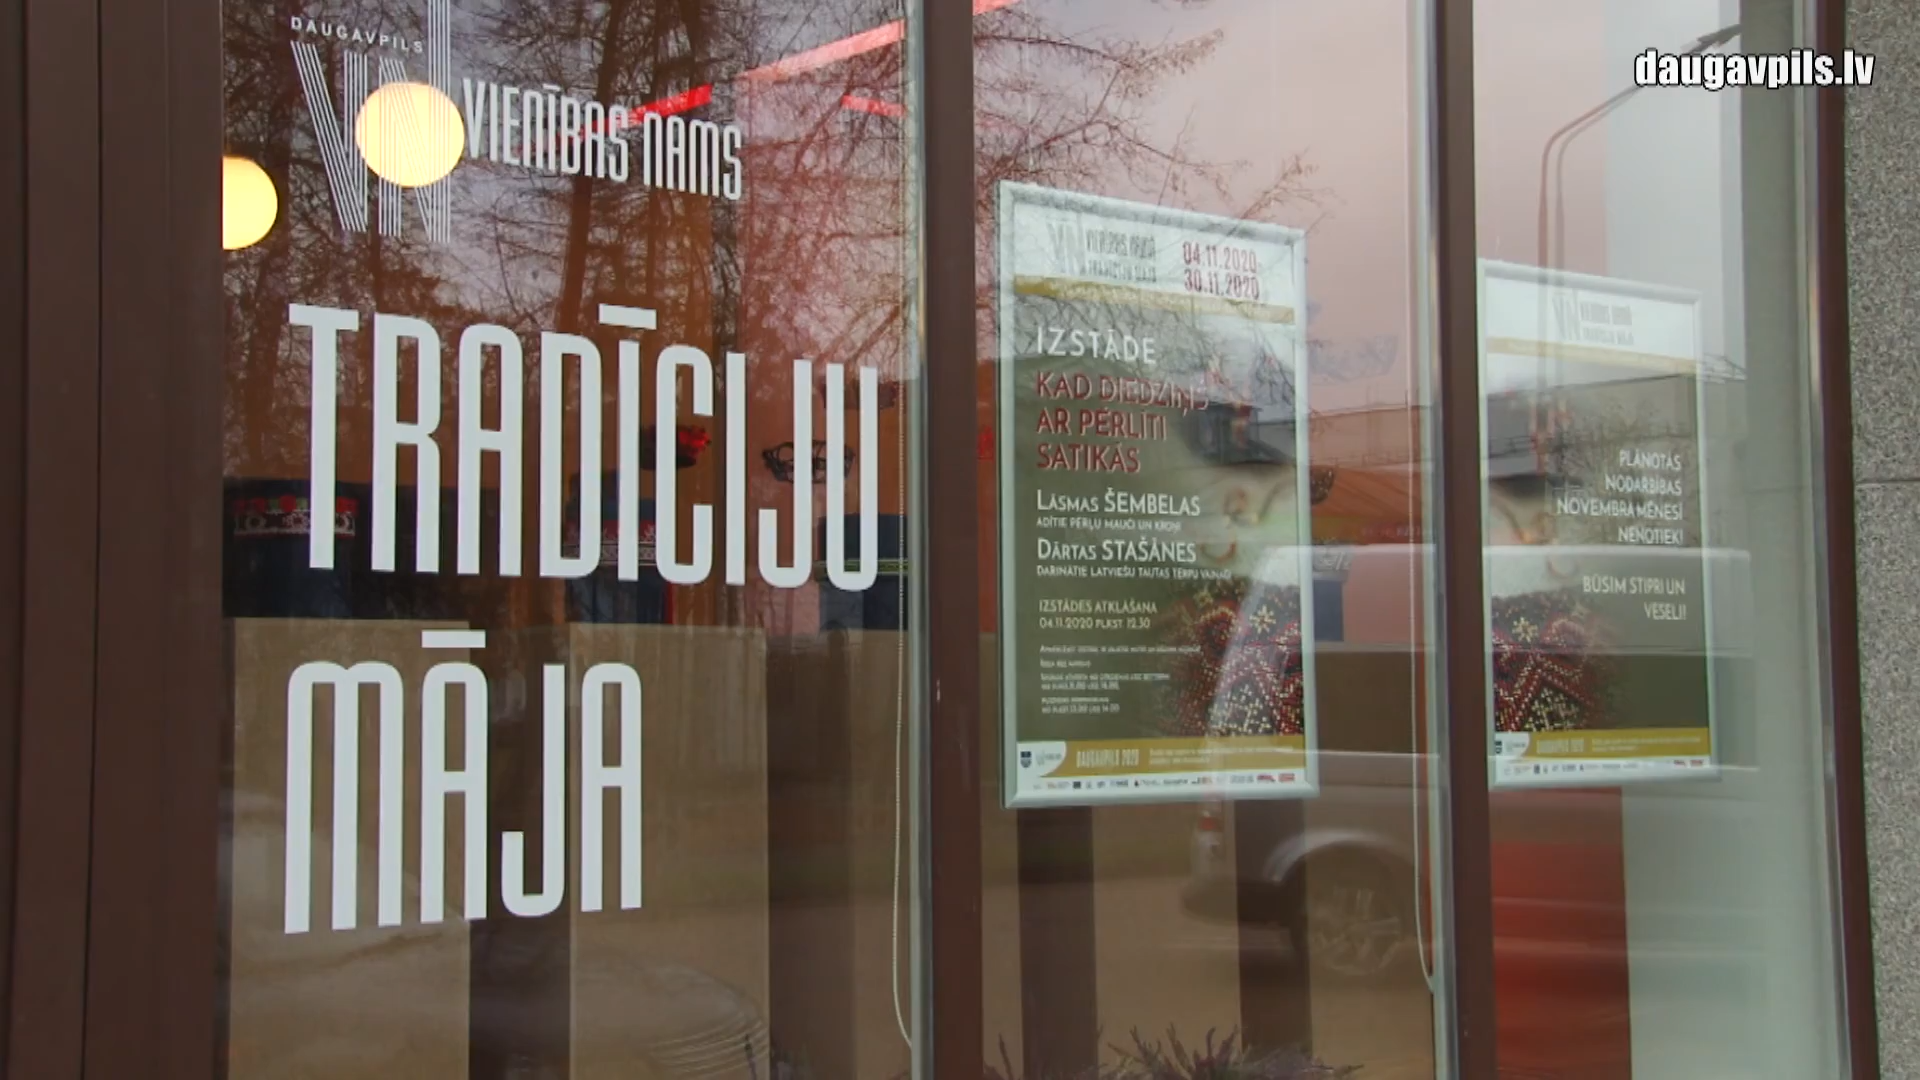 DAUGAVPILS
VN VIENĪBAS NAMS
TRADĪCIJU
MĀJA
daugavpils.lv
04.11.2020
30.11.2020
IZSTĀDE
KAD DIEDZIŅŠ
AR PĒRLĪTI
SATIKĀS
LĀSMAS ŠEMBELAS
ADĪTIE PĒRĻU MAUČI UN KROŅI
DĀRTAS STAŠĀNES
DARINĀTIE LATVIEŠU TAUTAS TĒRPU VAINAGI
IZSTĀDES ATKLĀŠANA
04.11.2020 PLKST. 12.30
DAUGAVPILS 2020
PLĀNOTĀS
NODARBĪBAS
NOVEMBRA MĒNESĪ
NENOTIEK!
BŪSIM STIPRI UN
VESELI!